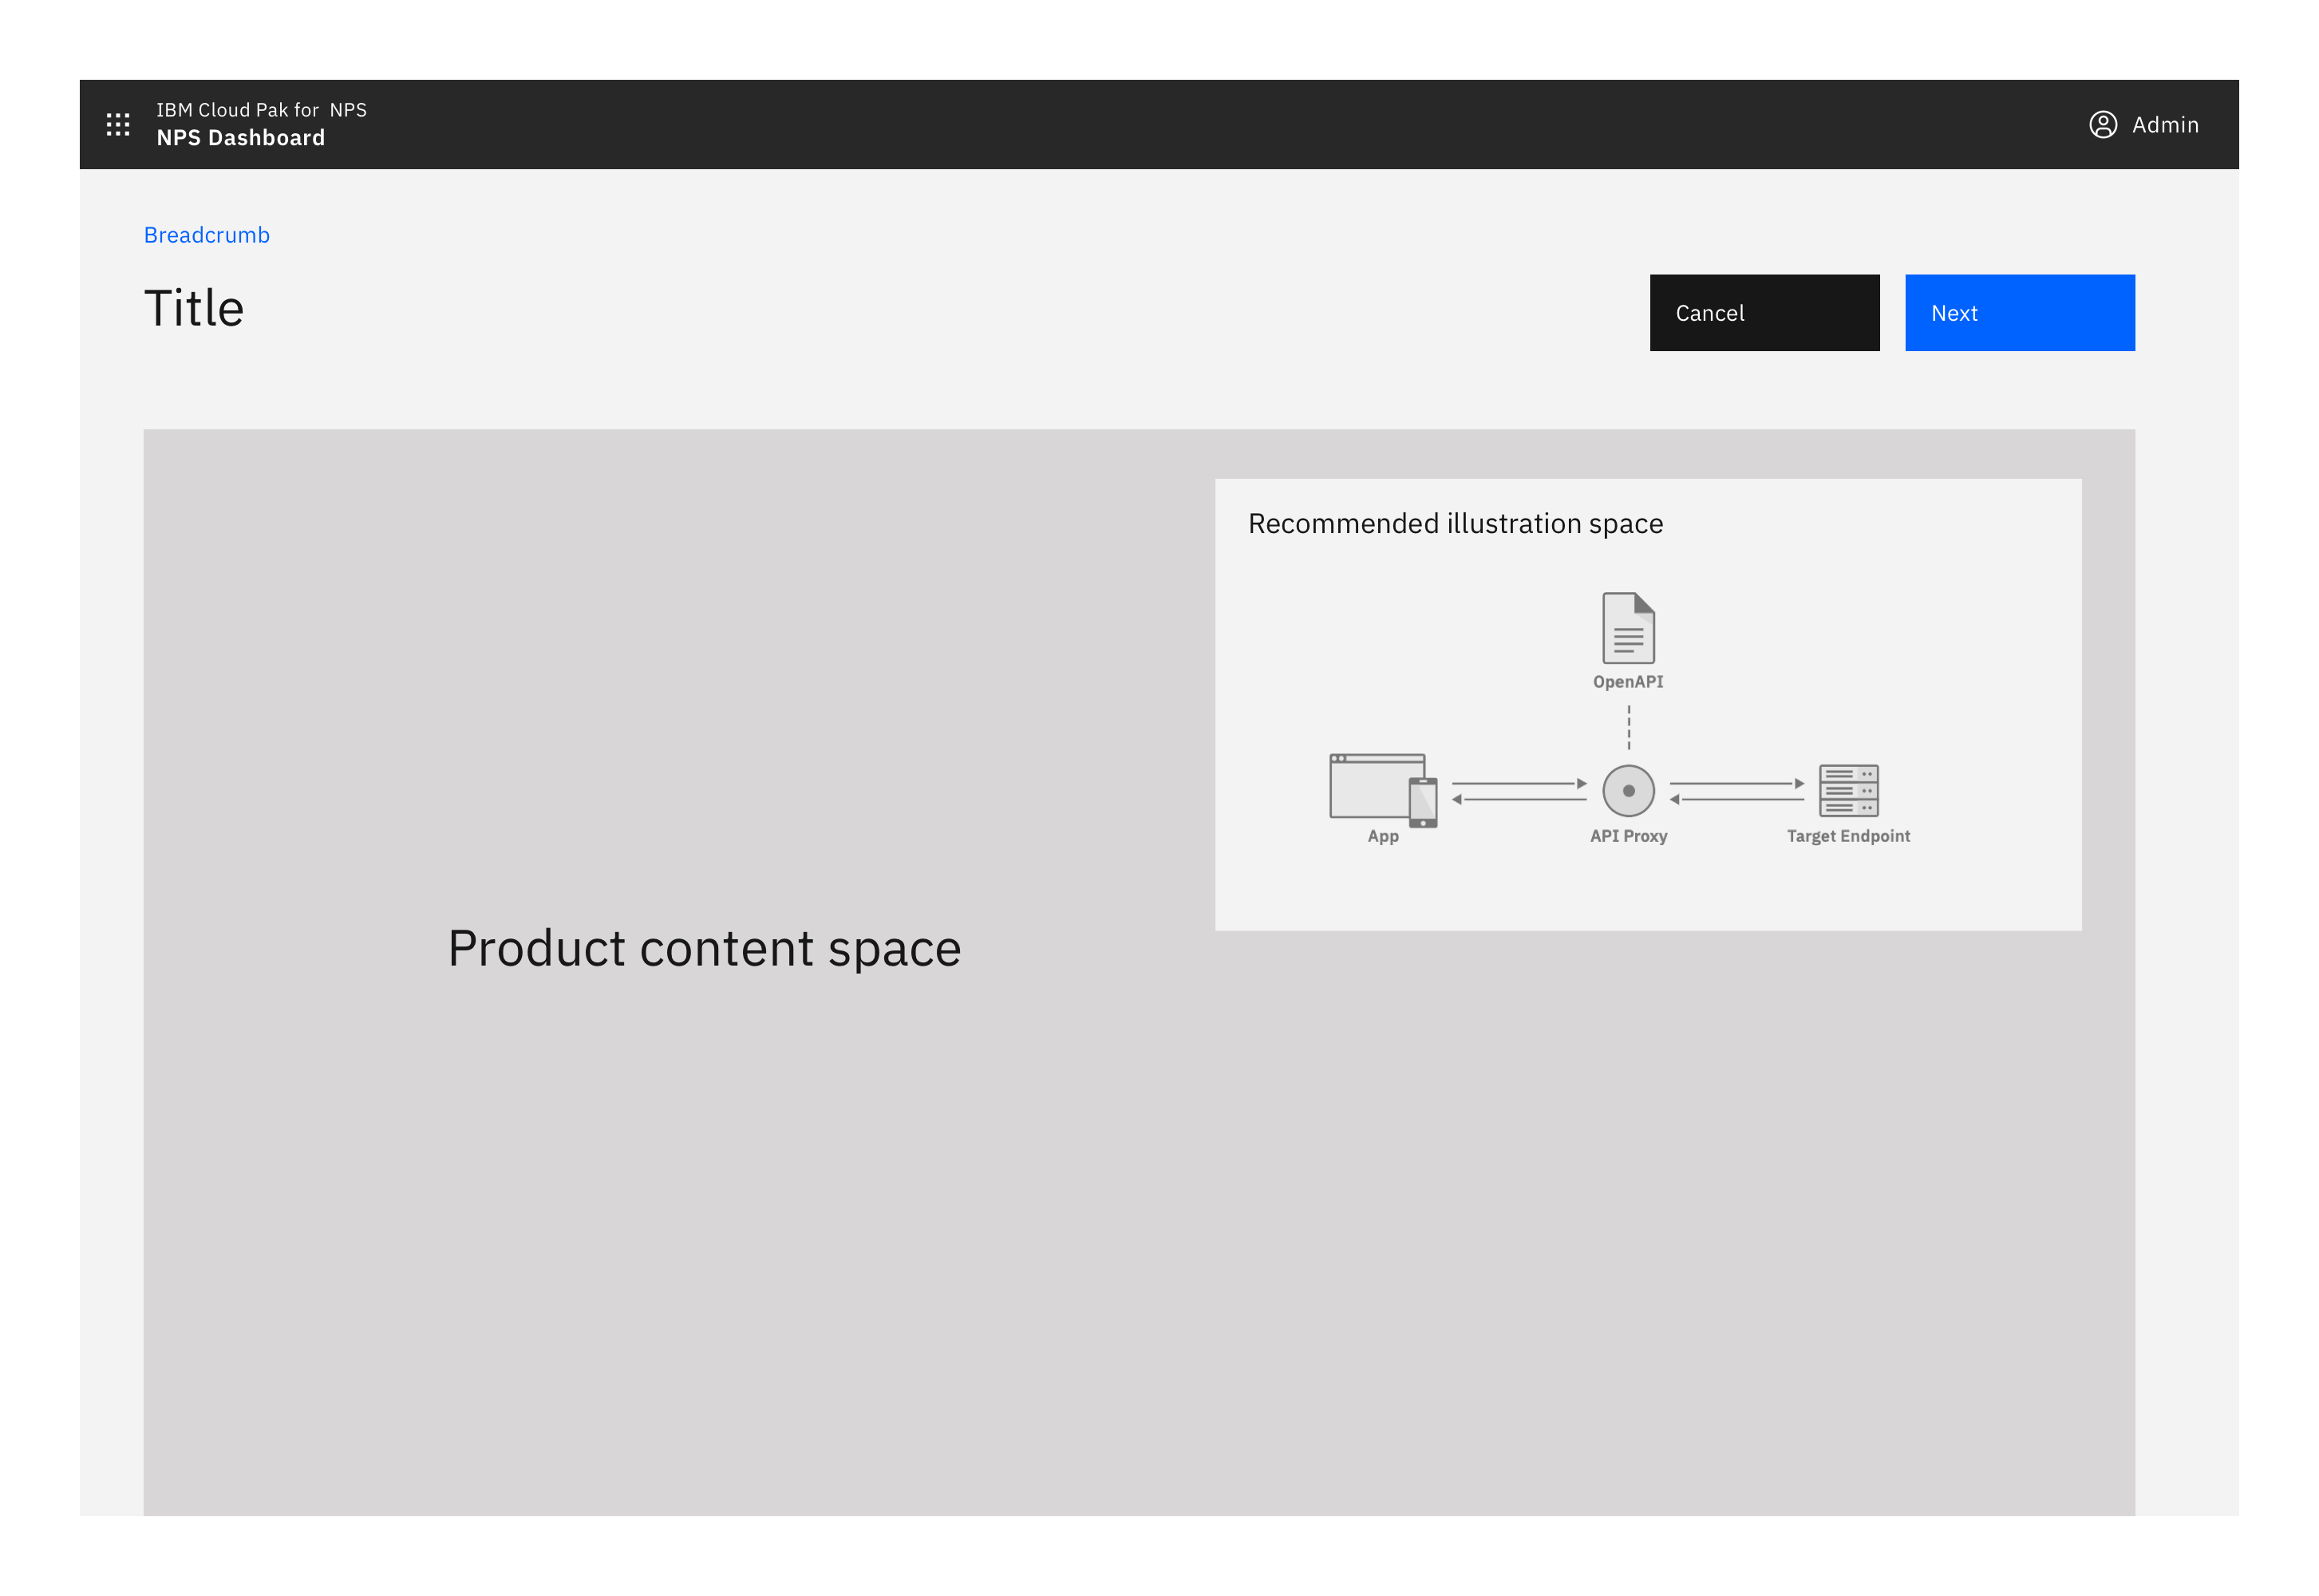 IBM Cloud Pak for NPS
NPS Dashboard
Admin
Breadcrumb
Title
Cancel
Next
Recommended illustration space
OpenAPI
App
API Proxy
Target Endpoint
Product content space